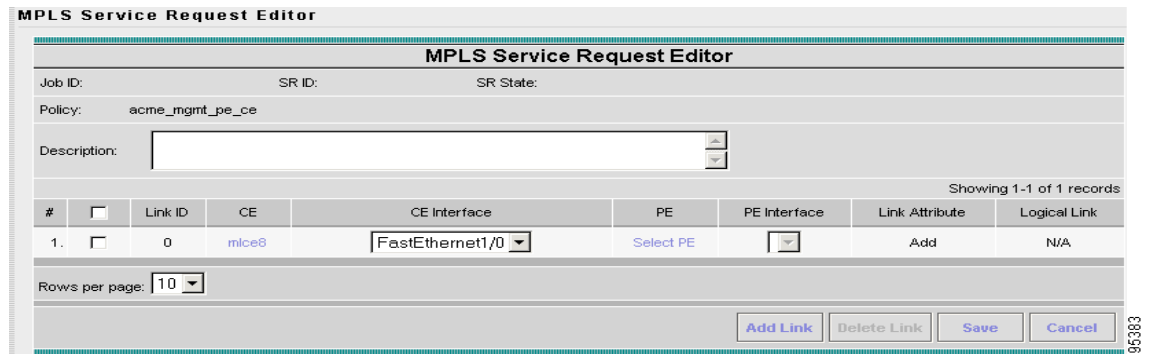 MPLS Service Request Editor
MPLS Service Request Editor
Job ID: SR ID: SR State:
Policy: acme_mgmt_pe_ce
Description:
Showing 1-1 of 1 records
# Link ID CE CE Interface PE PE Interface Link Attribute Logical Link
1. 0 mlce8 FastEthernet1/0 Select PE Add N/A
Rows per page: 10
Add Link Delete Link Save Cancel
95383